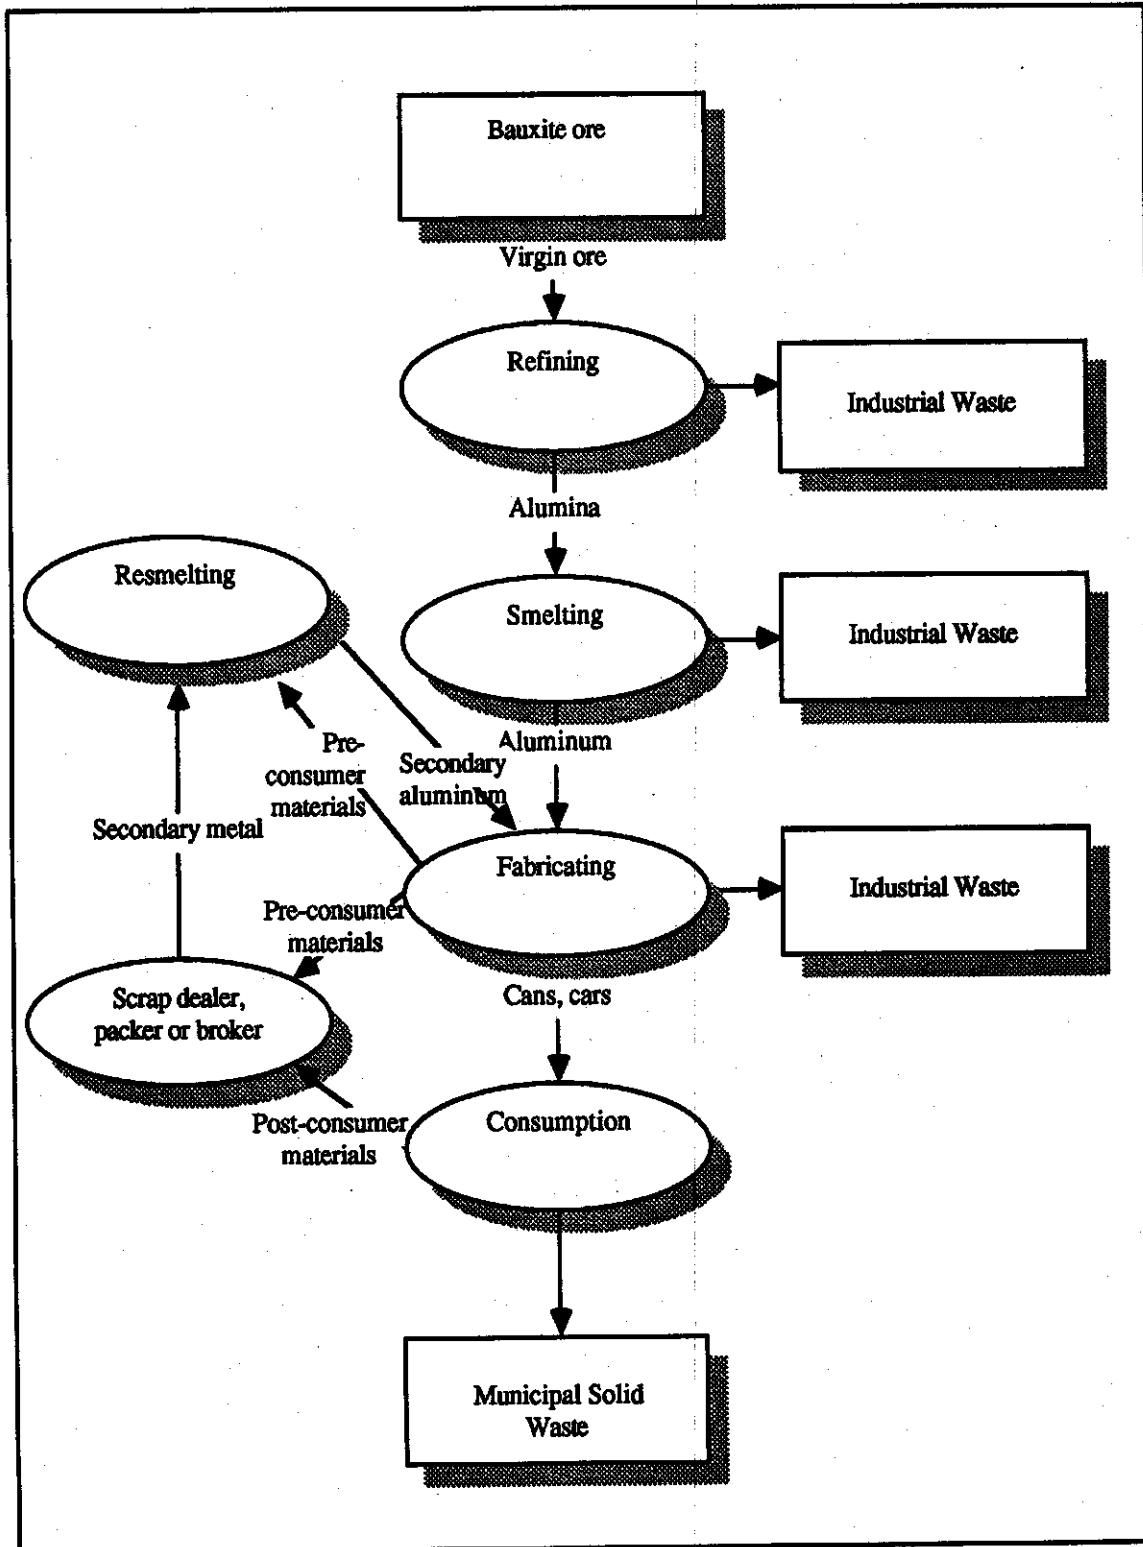 Bauxite ore
Virgin ore
Refining
Industrial Waste
Alumina
Resmelting
Smelting
Industrial Waste
Aluminum
Pre-
consumer
materials
Secondary
aluminum
Secondary metal
Fabricating
Industrial Waste
Pre-consumer
materials
Cans, cars
Scrap dealer,
packer or broker
Post-consumer
materials
Consumption
Municipal Solid
Waste